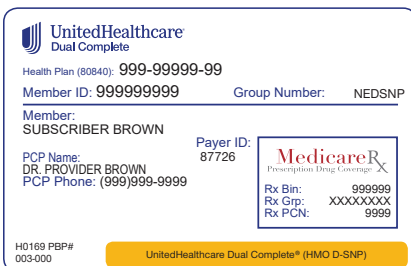 UnitedHealthcare®
Dual Complete
Health Plan (80840): 999-99999-99
Member ID: 999999999 Group Number: NEDSNP
Member:
SUBSCRIBER BROWN
Payer ID:
87726
PCP Name:
DR. PROVIDER BROWN
PCP Phone: (999)999-9999
MedicareRx
Prescription Drug Coverage
Rx Bin: 999999
Rx Grp: XXXXXXXX
Rx PCN: 9999
H0169 PBP#
003-000
UnitedHealthcare Dual Complete® (HMO D-SNP)